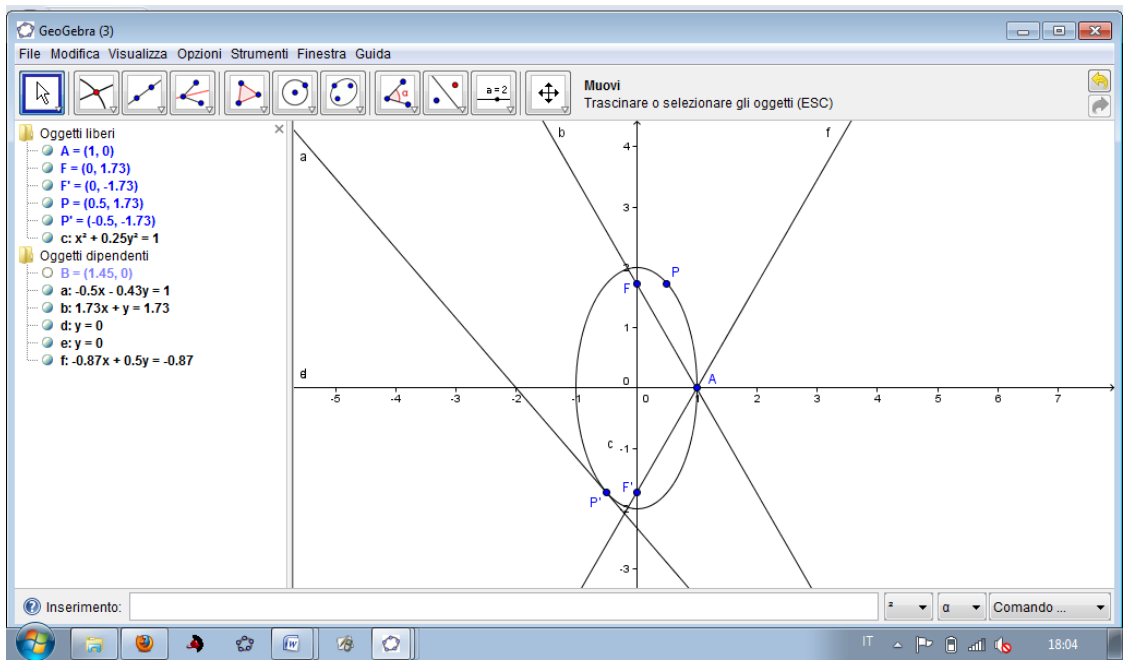 GeoGebra (3)
File Modifica Visualizza Opzioni Strumenti Finestra Guida
α
a=2
Muovi
Trascinare o selezionare gli oggetti (ESC)
Oggetti liberi
A = (1, 0)
F = (0, 1.73)
F' = (0, -1.73)
P = (0.5, 1.73)
P' = (-0.5, -1.73)
c: x² + 0.25y² = 1
Oggetti dipendenti
B = (1.45, 0)
a: -0.5x - 0.43y = 1
b: 1.73x + y = 1.73
d: y = 0
e: y = 0
f: -0.87x + 0.5y = -0.87
a
b
f
4
3
2
P
F
1
0
A
-5
-4
-3
-2
-1
0
1
2
3
4
5
6
7
c
-1
F'
P'
-3
Inserimento:
²
α
Comando ...
W
IT
18:04